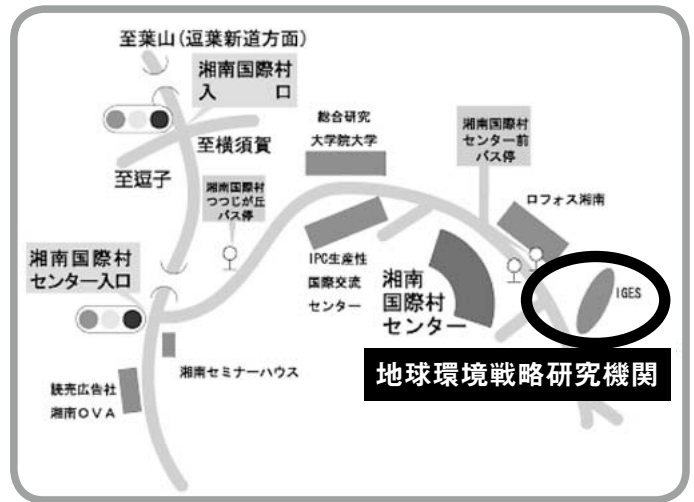 至葉山(逗葉新道方面)
湘南国際村
入　　口
至横須賀
至逗子
総合研究
大学院大学
湘南国際村
センター前
バス停
湘南国際村
つつじが丘
バス停
ロフォス湘南
湘南国際村
センター入口
IPC生産性
国際交流
センター
湘南
国際村
センター
IGES
地球環境戦略研究機関
湘南セミナーハウス
読売広告社
湘南OVA